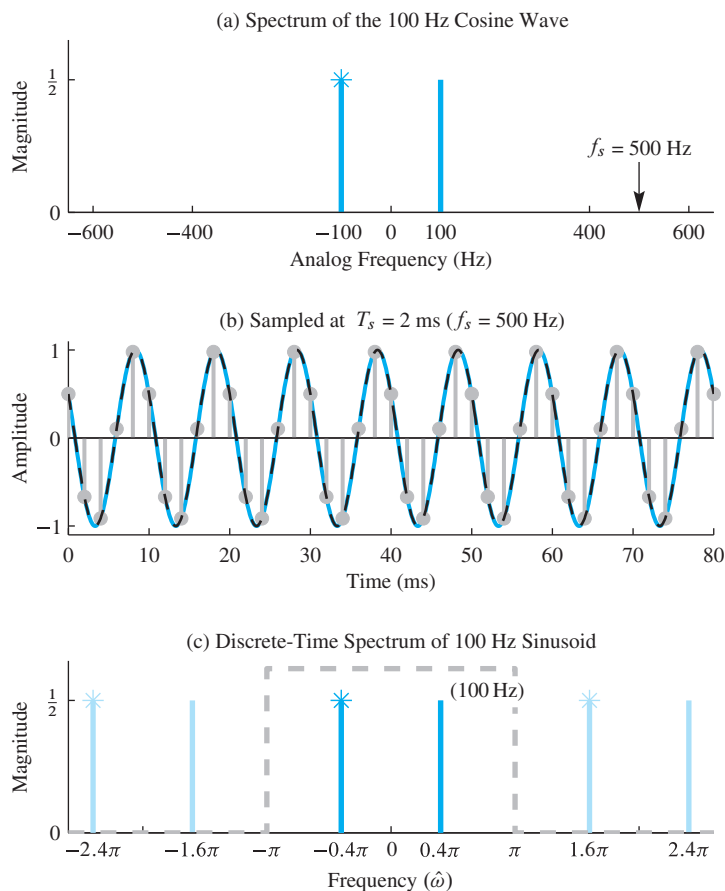 (a) Spectrum of the 100 Hz Cosine Wave
1/2
Magnitude
f_s = 500 Hz
0
−600 −400 −100 0 100 400 600
Analog Frequency (Hz)
(b) Sampled at T_s = 2 ms (f_s = 500 Hz)
1
Amplitude
0
−1
0 10 20 30 40 50 60 70 80
Time (ms)
(c) Discrete-Time Spectrum of 100 Hz Sinusoid
(100 Hz)
1/2
Magnitude
0
−2.4π −1.6π −π −0.4π 0 0.4π π 1.6π 2.4π
Frequency (ω̂)